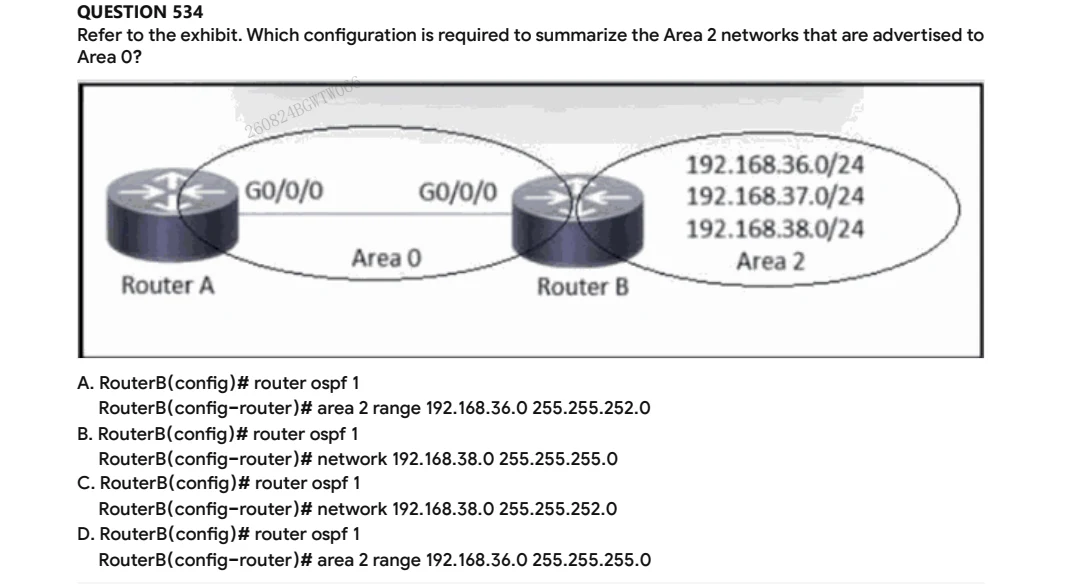 QUESTION 534
Refer to the exhibit. Which configuration is required to summarize the Area 2 networks that are advertised to
Area 0?
260824BGWTW006
G0/0/0
G0/0/0
192.168.36.0/24
192.168.37.0/24
192.168.38.0/24
Area 0
Area 2
Router A
Router B
A. RouterB(config)# router ospf 1
RouterB(config-router)# area 2 range 192.168.36.0 255.255.252.0
B. RouterB(config)# router ospf 1
RouterB(config-router)# network 192.168.38.0 255.255.255.0
C. RouterB(config)# router ospf 1
RouterB(config-router)# network 192.168.38.0 255.255.252.0
D. RouterB(config)# router ospf 1
RouterB(config-router)# area 2 range 192.168.36.0 255.255.255.0